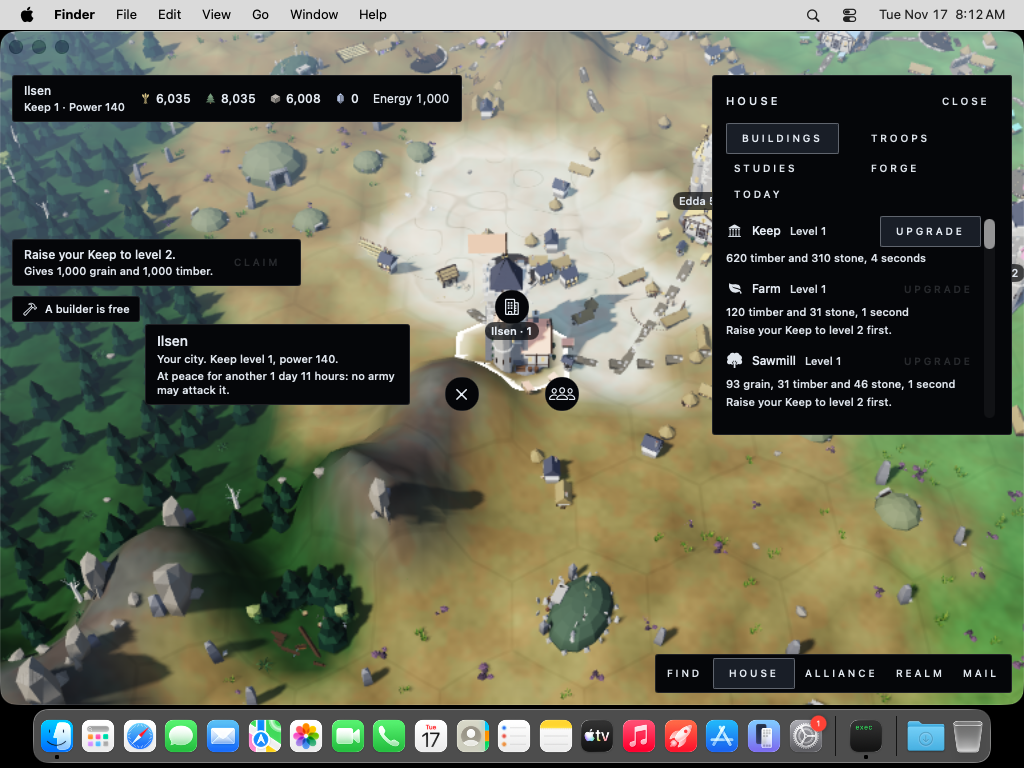 Finder File Edit View Go Window Help Tue Nov 17 8:12 AM
Ilsen
Keep 1 · Power 140
6,035 8,035 6,008 0 Energy 1,000
HOUSE CLOSE
BUILDINGS TROOPS
STUDIES FORGE
TODAY
Keep Level 1 UPGRADE
620 timber and 310 stone, 4 seconds
Farm Level 1 UPGRADE
120 timber and 31 stone, 1 second
Raise your Keep to level 2 first.
Sawmill Level 1 UPGRADE
93 grain, 31 timber and 46 stone, 1 second
Raise your Keep to level 2 first.
Edda
2
Raise your Keep to level 2.
Gives 1,000 grain and 1,000 timber.
CLAIM
A builder is free
Ilsen
Your city. Keep level 1, power 140.
At peace for another 1 day 11 hours: no army
may attack it.
Ilsen · 1
FIND HOUSE ALLIANCE REALM MAIL
Tue
17
tv
1
exec